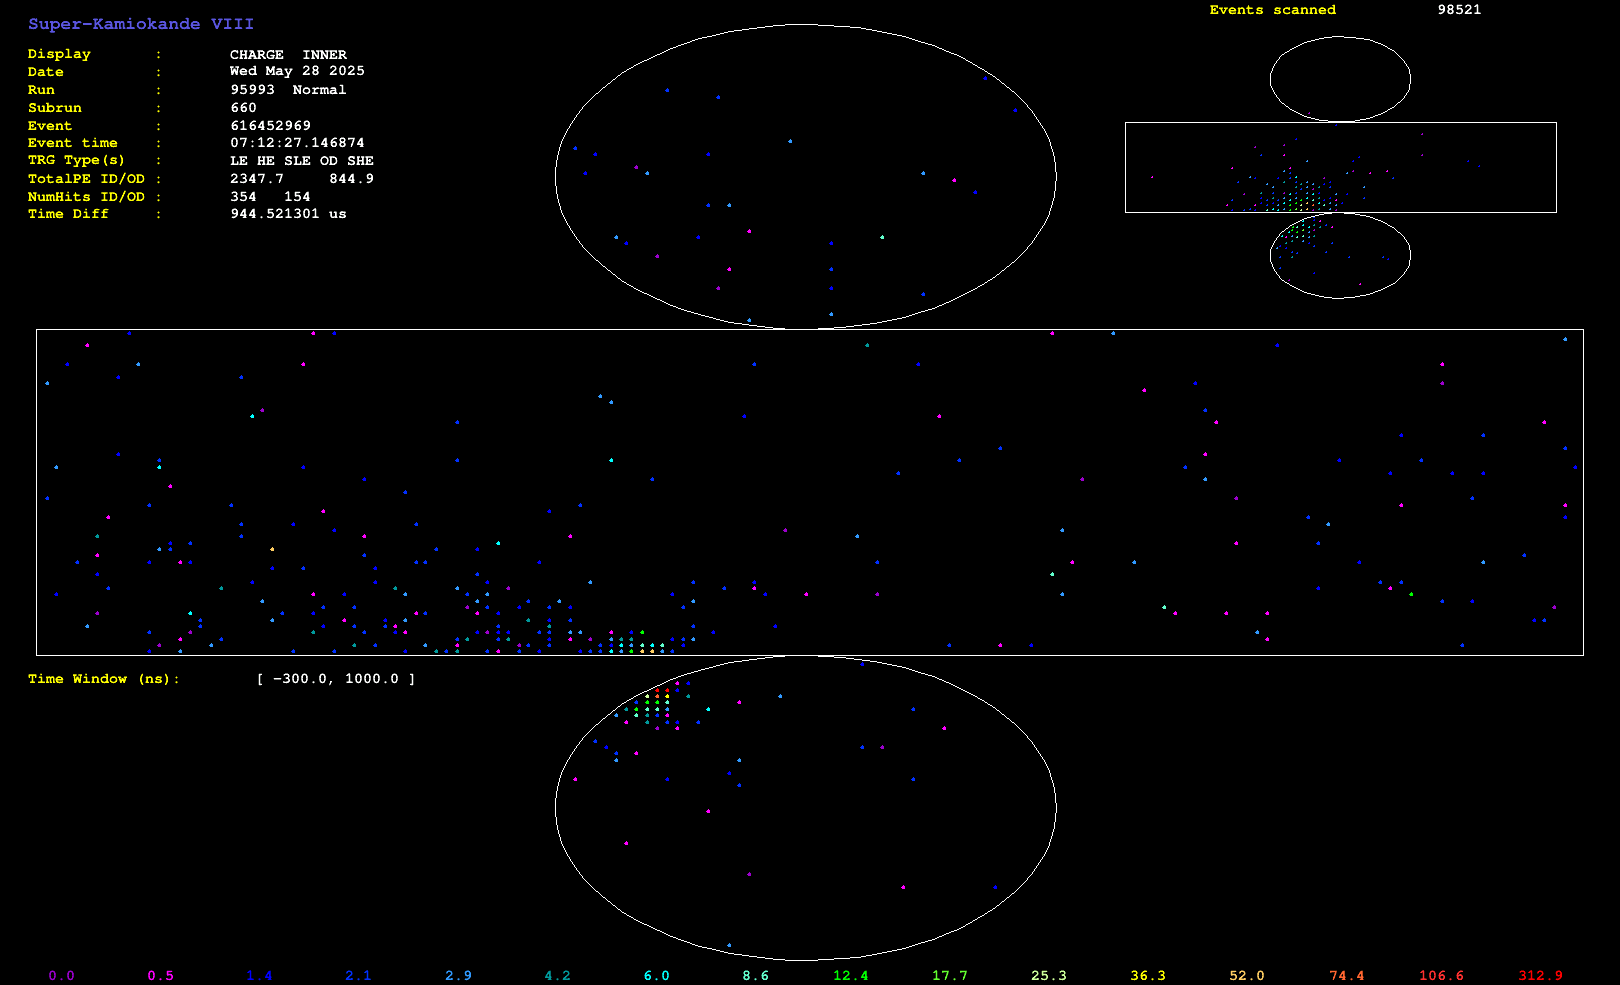 Super-Kamiokande VIII
Events scanned 98521
Display : CHARGE INNER
Date : Wed May 28 2025
Run : 95993 Normal
Subrun : 660
Event : 616452969
Event time : 07:12:27.146874
TRG Type(s) : LE HE SLE OD SHE
TotalPE ID/OD : 2347.7 844.9
NumHits ID/OD : 354 154
Time Diff : 944.521301 us
Time Window (ns): [ -300.0, 1000.0 ]
0.0 0.5 1.4 2.1 2.9 4.2 6.0 8.6 12.4 17.7 25.3 36.3 52.0 74.4 106.6 312.9